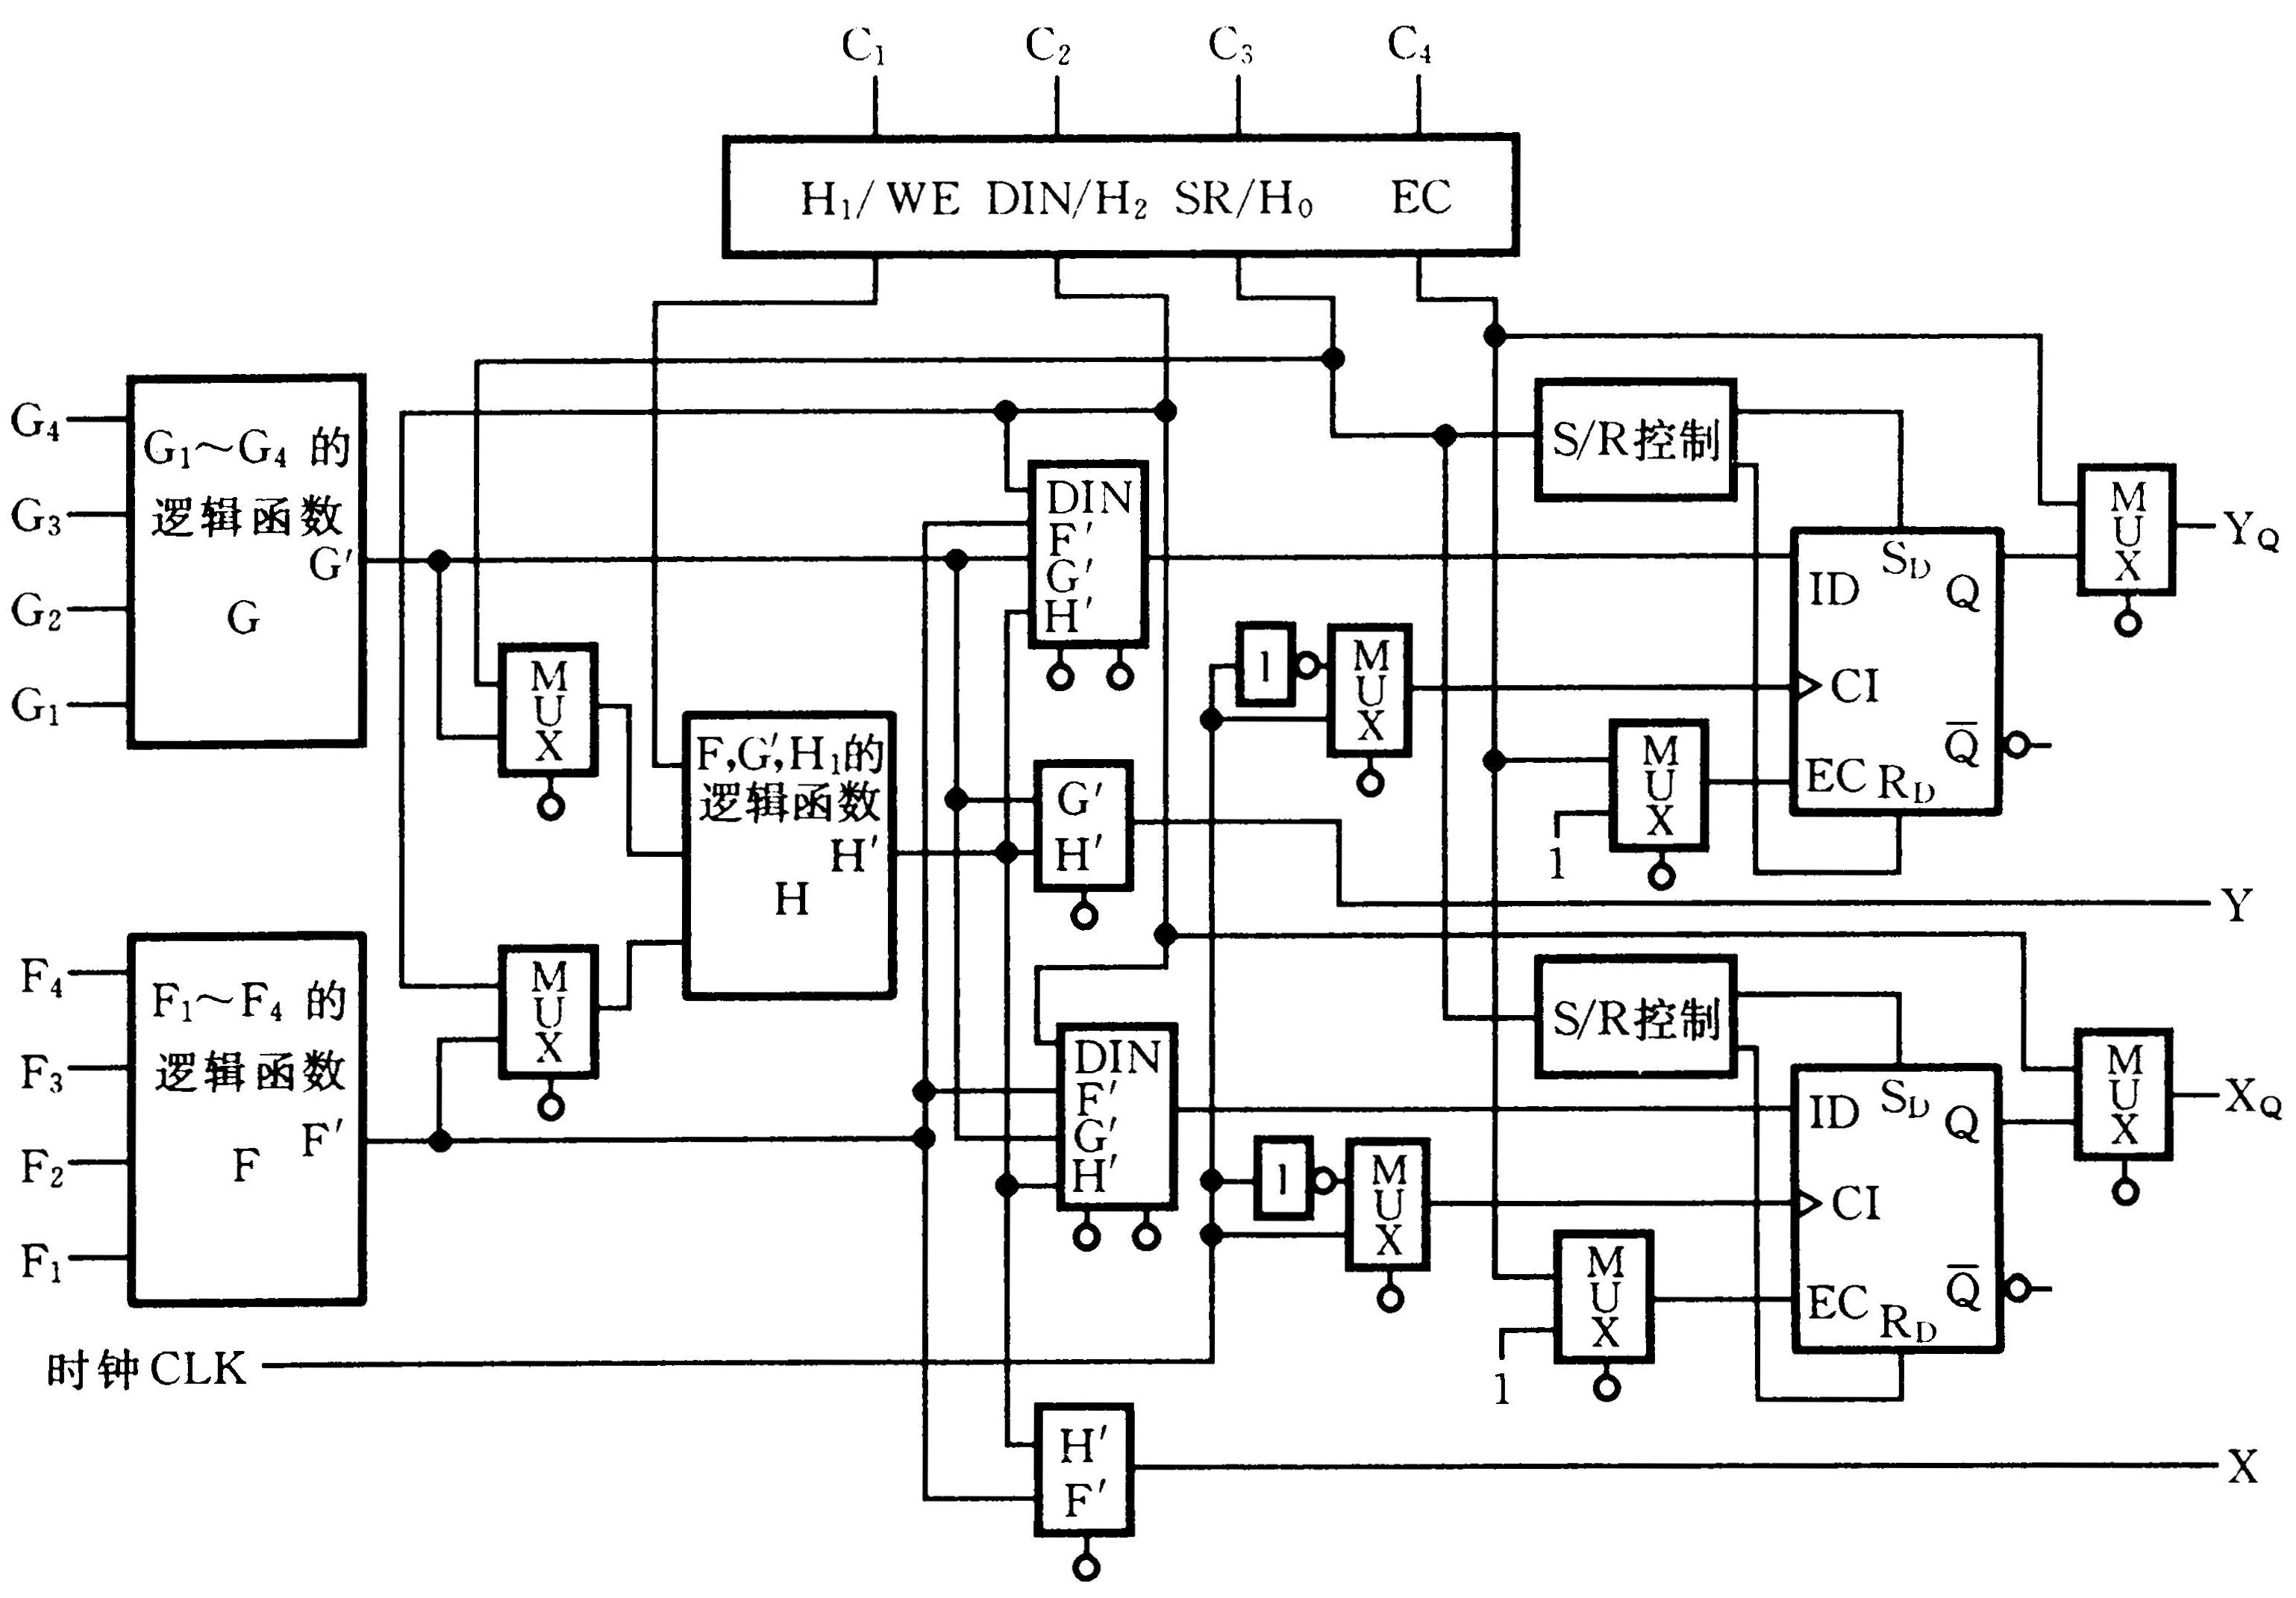 C₁ C₂ C₃ C₄
H₁/WE DIN/H₂ SR/H₀ EC
G₄
G₃
G₂
G₁
G₁～G₄ 的
逻辑函数
G′
G
MUX
F,G′,H₁的
逻辑函数
H′
H
DIN
F′
G′
H′
G′
H′
1
MUX
S/R控制
MUX
1
ID
S_D
Q
CI
Q̅
EC
R_D
MUX
Y_Q
Y
F₄
F₃
F₂
F₁
F₁～F₄ 的
逻辑函数
F′
F
MUX
DIN
F′
G′
H′
1
MUX
S/R控制
MUX
1
ID
S_D
Q
CI
Q̅
EC
R_D
MUX
X_Q
时钟CLK
H′
F′
X